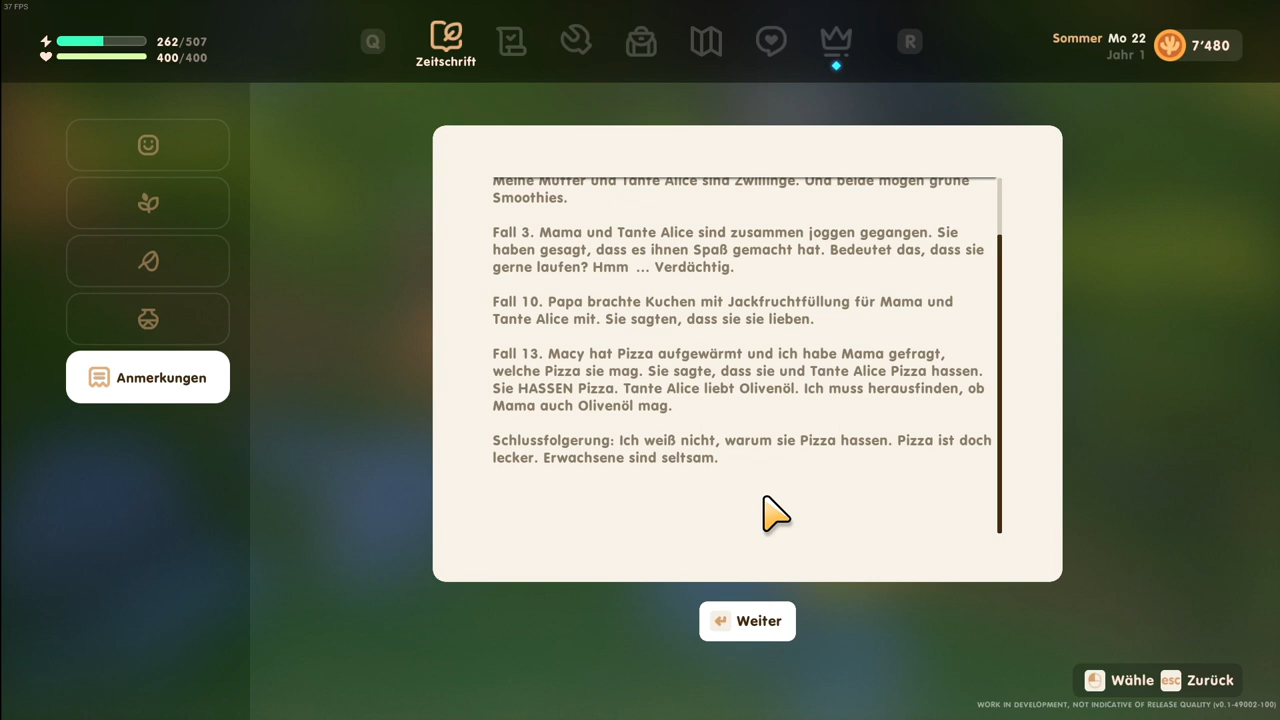 37 FPS
262/507
400/400
Q
Zeitschrift
R
Sommer Mo 22
Jahr 1
7'480
Anmerkungen
Meine Mutter und Tante Alice sind Zwillinge. Und beide mögen grüne
Smoothies.
Fall 3. Mama und Tante Alice sind zusammen joggen gegangen. Sie
haben gesagt, dass es ihnen Spaß gemacht hat. Bedeutet das, dass sie
gerne laufen? Hmm ... Verdächtig.
Fall 10. Papa brachte Kuchen mit Jackfruchtfüllung für Mama und
Tante Alice mit. Sie sagten, dass sie sie lieben.
Fall 13. Macy hat Pizza aufgewärmt und ich habe Mama gefragt,
welche Pizza sie mag. Sie sagte, dass sie und Tante Alice Pizza hassen.
Sie HASSEN Pizza. Tante Alice liebt Olivenöl. Ich muss herausfinden, ob
Mama auch Olivenöl mag.
Schlussfolgerung: Ich weiß nicht, warum sie Pizza hassen. Pizza ist doch
lecker. Erwachsene sind seltsam.
Weiter
Wähle esc Zurück
WORK IN DEVELOPMENT, NOT INDICATIVE OF RELEASE QUALITY (v0.1-49002-100)